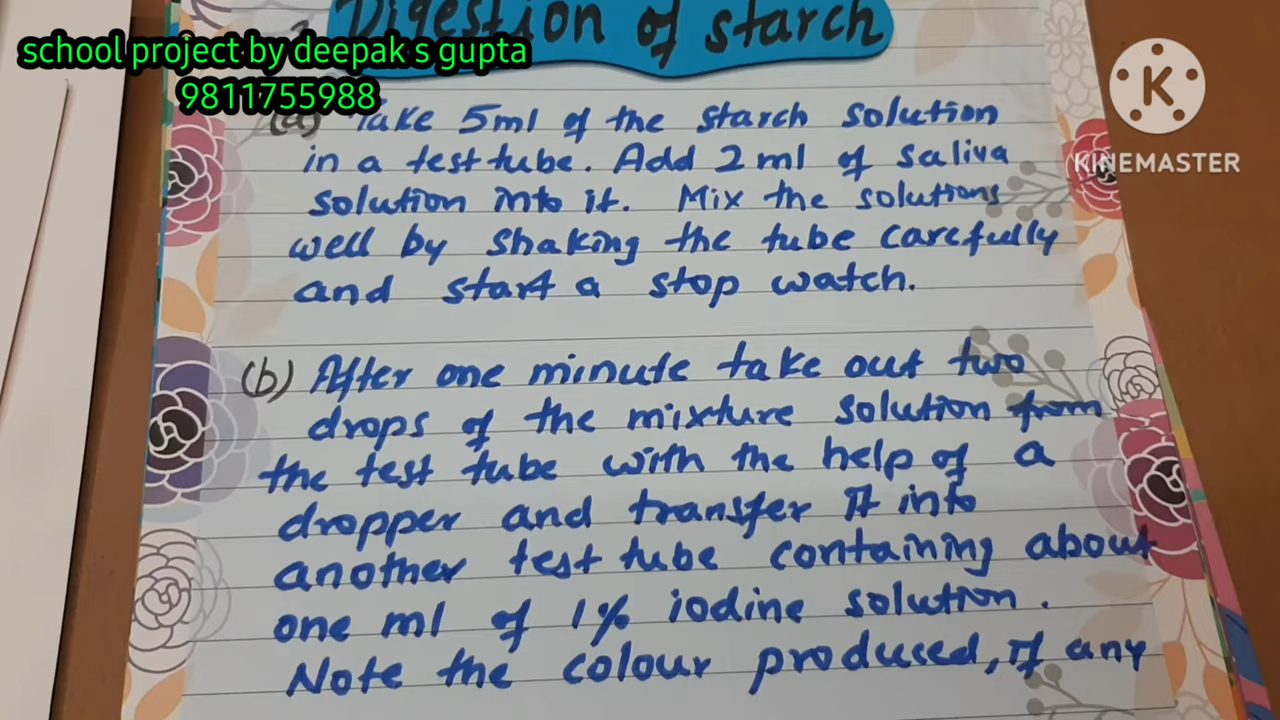 Digestion of starch
school project by deepak s gupta
9811755988
K
KINEMASTER
(a) Take 5ml of the starch solution
in a test tube. Add 2 ml of saliva
solution into it. Mix the solutions
well by shaking the tube carefully
and start a stop watch.
(b) After one minute take out two
drops of the mixture solution from
the test tube with the help of a
dropper and transfer it into
another test tube containing about
one ml of 1% iodine solution.
Note the colour produced, if any